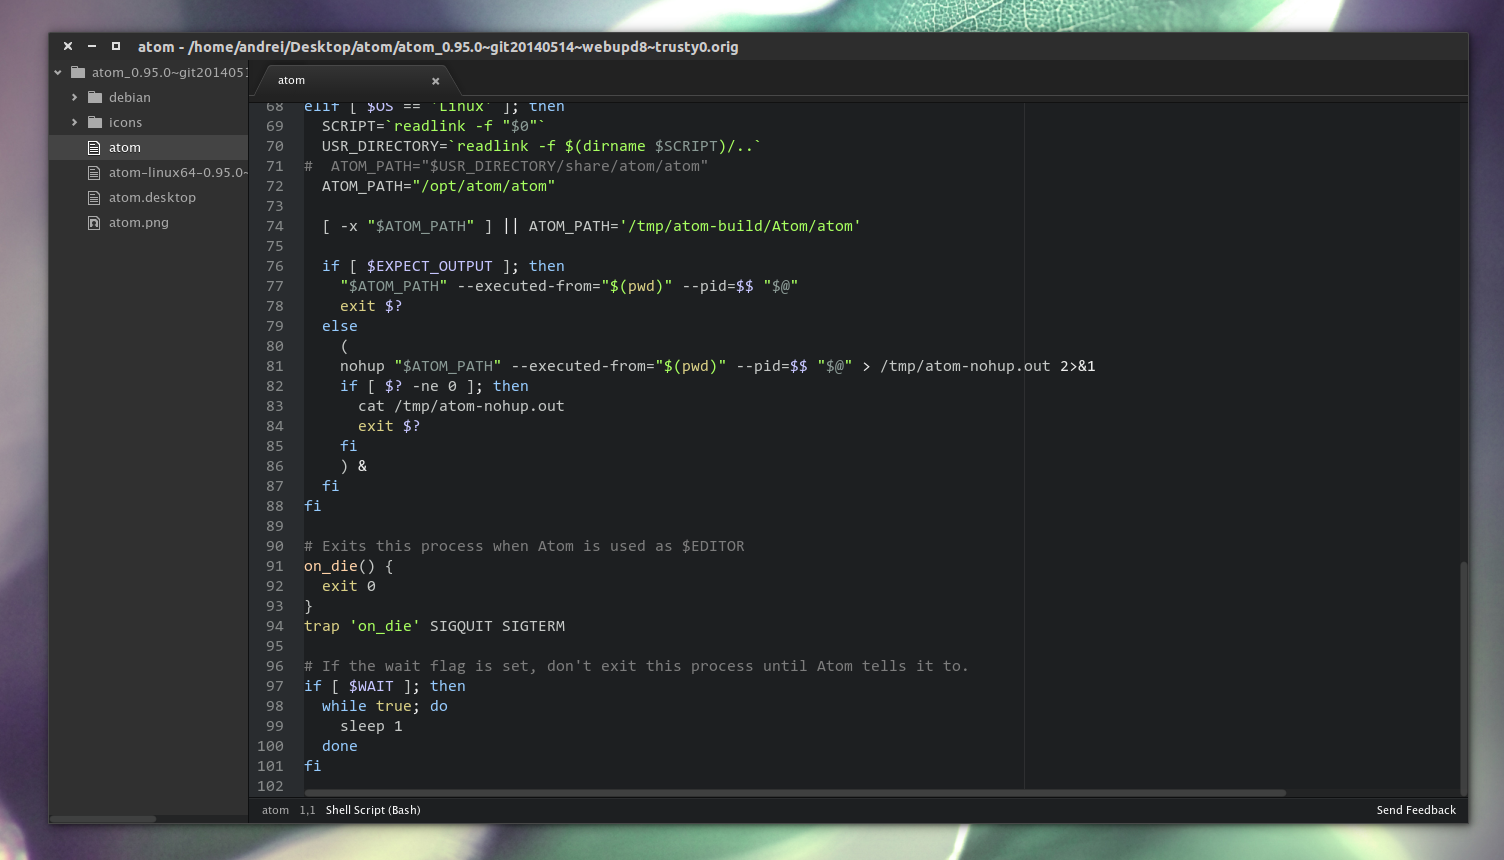 atom - /home/andrei/Desktop/atom/atom_0.95.0~git20140514~webupd8~trusty0.orig
atom_0.95.0~git2014051
debian
icons
atom
atom-linux64-0.95.0~
atom.desktop
atom.png
atom
68 elif [ $OS == 'Linux' ]; then
69   SCRIPT=`readlink -f "$0"`
70   USR_DIRECTORY=`readlink -f $(dirname $SCRIPT)/..`
71 #  ATOM_PATH="$USR_DIRECTORY/share/atom/atom"
72   ATOM_PATH="/opt/atom/atom"
73
74   [ -x "$ATOM_PATH" ] || ATOM_PATH='/tmp/atom-build/Atom/atom'
75
76   if [ $EXPECT_OUTPUT ]; then
77     "$ATOM_PATH" --executed-from="$(pwd)" --pid=$$ "$@"
78     exit $?
79   else
80     (
81     nohup "$ATOM_PATH" --executed-from="$(pwd)" --pid=$$ "$@" > /tmp/atom-nohup.out 2>&1
82     if [ $? -ne 0 ]; then
83       cat /tmp/atom-nohup.out
84       exit $?
85     fi
86     ) &
87   fi
88 fi
89
90 # Exits this process when Atom is used as $EDITOR
91 on_die() {
92   exit 0
93 }
94 trap 'on_die' SIGQUIT SIGTERM
95
96 # If the wait flag is set, don't exit this process until Atom tells it to.
97 if [ $WAIT ]; then
98   while true; do
99     sleep 1
100   done
101 fi
102
atom 1,1 Shell Script (Bash) Send Feedback